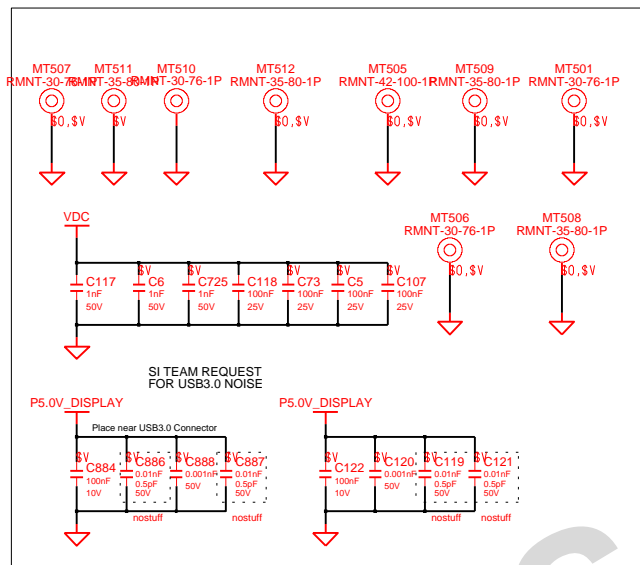 MT507 MT511 MT510 MT512 MT505 MT509 MT501
RMNT-30-76-1P RMNT-35-80-1P RMNT-30-76-1P RMNT-35-80-1P RMNT-42-100-1P RMNT-35-80-1P RMNT-30-76-1P
$O,$V $V $O,$V $O,$V $O,$V $O,$V
VDC
MT506 MT508
RMNT-30-76-1P RMNT-35-80-1P
$O,$V $O,$V
$V $V $V $V
C117 C6 C725 C118 C73 C5 C107
1nF 1nF 1nF 100nF 100nF 100nF 100nF
50V 50V 50V 25V 25V 25V 25V
SI TEAM REQUEST
FOR USB3.0 NOISE
P5.0V_DISPLAY
Place near USB3.0 Connector
$V $V $V $V
C884 C886 C888 C887
100nF 0.01nF 0.001nF 0.01nF
0.5pF 0.5pF
10V 50V 50V 50V
nostuff nostuff
P5.0V_DISPLAY
$V $V $V $V
C122 C120 C119 C121
100nF 0.001nF 0.01nF 0.01nF
0.5pF 0.5pF
10V 50V 50V 50V
nostuff nostuff